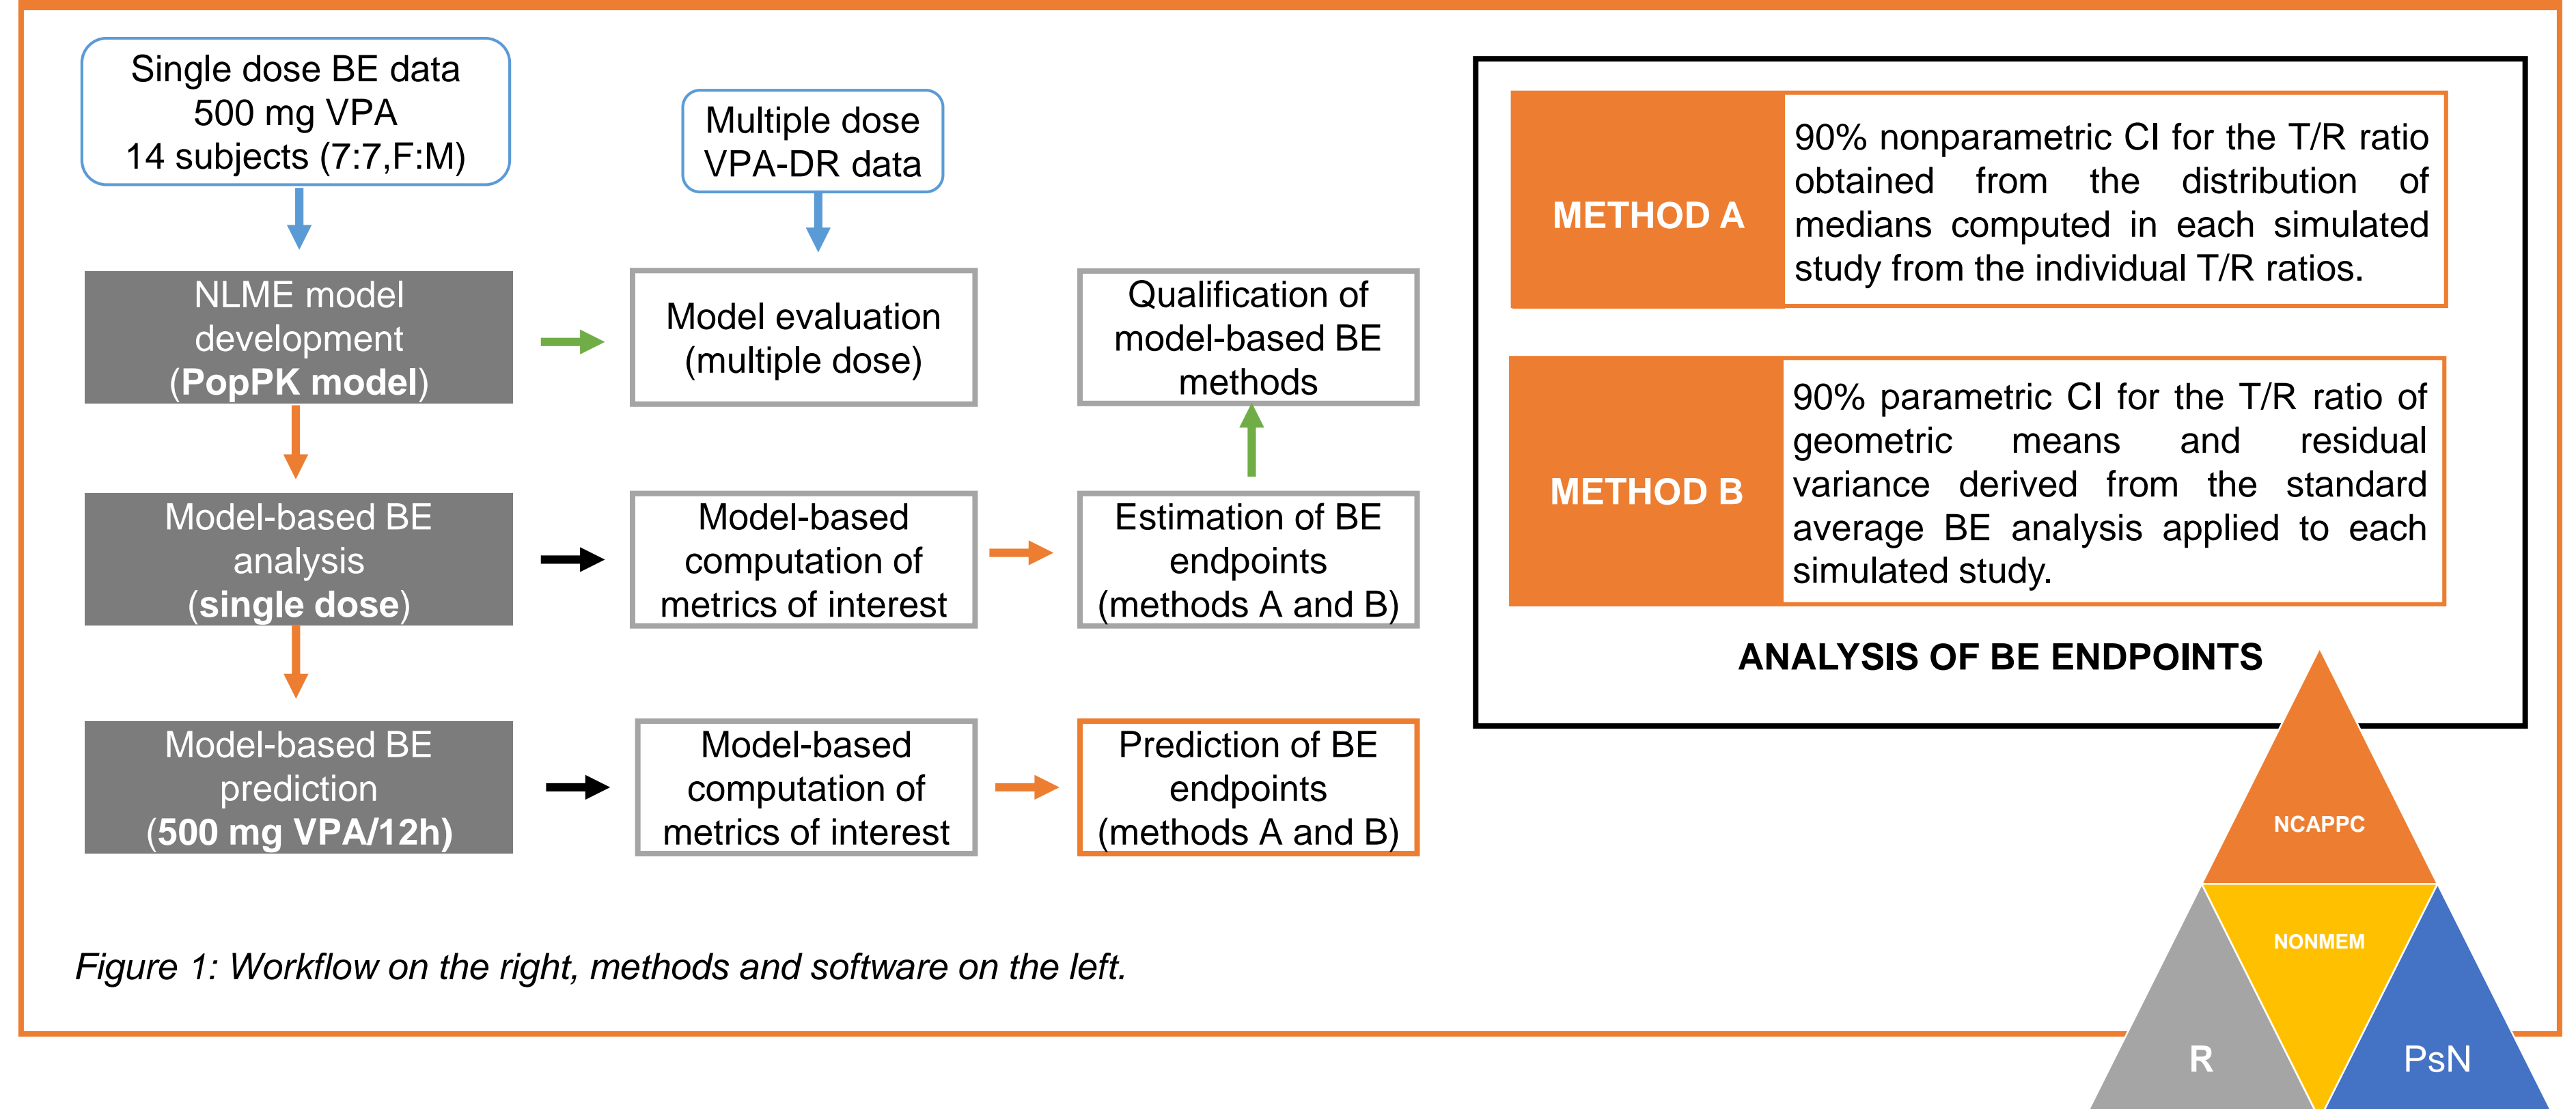 Single dose BE data
500 mg VPA
14 subjects (7:7,F:M)
Multiple dose
VPA-DR data
NLME model
development
(PopPK model)
Model evaluation
(multiple dose)
Qualification of
model-based BE
methods
Model-based BE
analysis
(single dose)
Model-based
computation of
metrics of interest
Estimation of BE
endpoints
(methods A and B)
Model-based BE
prediction
(500 mg VPA/12h)
Model-based
computation of
metrics of interest
Prediction of BE
endpoints
(methods A and B)
Figure 1: Workflow on the right, methods and software on the left.
METHOD A
90% nonparametric CI for the T/R ratio
obtained from the distribution of
medians computed in each simulated
study from the individual T/R ratios.
METHOD B
90% parametric CI for the T/R ratio of
geometric means and residual
variance derived from the standard
average BE analysis applied to each
simulated study.
ANALYSIS OF BE ENDPOINTS
NCAPPC
NONMEM
R
PsN